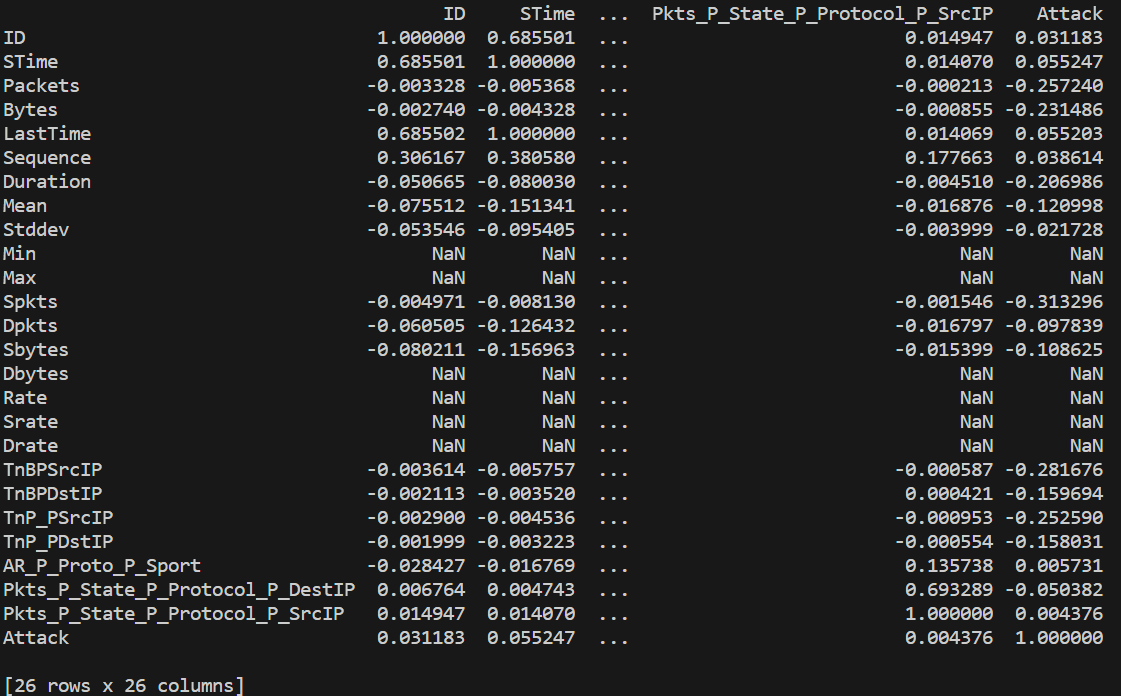 ID STime ... Pkts_P_State_P_Protocol_P_SrcIP Attack
ID 1.000000 0.685501 ... 0.014947 0.031183
STime 0.685501 1.000000 ... 0.014070 0.055247
Packets -0.003328 -0.005368 ... -0.000213 -0.257240
Bytes -0.002740 -0.004328 ... -0.000855 -0.231486
LastTime 0.685502 1.000000 ... 0.014069 0.055203
Sequence 0.306167 0.380580 ... 0.177663 0.038614
Duration -0.050665 -0.080030 ... -0.004510 -0.206986
Mean -0.075512 -0.151341 ... -0.016876 -0.120998
Stddev -0.053546 -0.095405 ... -0.003999 -0.021728
Min NaN NaN ... NaN NaN
Max NaN NaN ... NaN NaN
Spkts -0.004971 -0.008130 ... -0.001546 -0.313296
Dpkts -0.060505 -0.126432 ... -0.016797 -0.097839
Sbytes -0.080211 -0.156963 ... -0.015399 -0.108625
Dbytes NaN NaN ... NaN NaN
Rate NaN NaN ... NaN NaN
Srate NaN NaN ... NaN NaN
Drate NaN NaN ... NaN NaN
TnBPSrcIP -0.003614 -0.005757 ... -0.000587 -0.281676
TnBPDstIP -0.002113 -0.003520 ... 0.000421 -0.159694
TnP_PSrcIP -0.002900 -0.004536 ... -0.000953 -0.252590
TnP_PDstIP -0.001999 -0.003223 ... -0.000554 -0.158031
AR_P_Proto_P_Sport -0.028427 -0.016769 ... 0.135738 0.005731
Pkts_P_State_P_Protocol_P_DestIP 0.006764 0.004743 ... 0.693289 -0.050382
Pkts_P_State_P_Protocol_P_SrcIP 0.014947 0.014070 ... 1.000000 0.004376
Attack 0.031183 0.055247 ... 0.004376 1.000000
[26 rows x 26 columns]